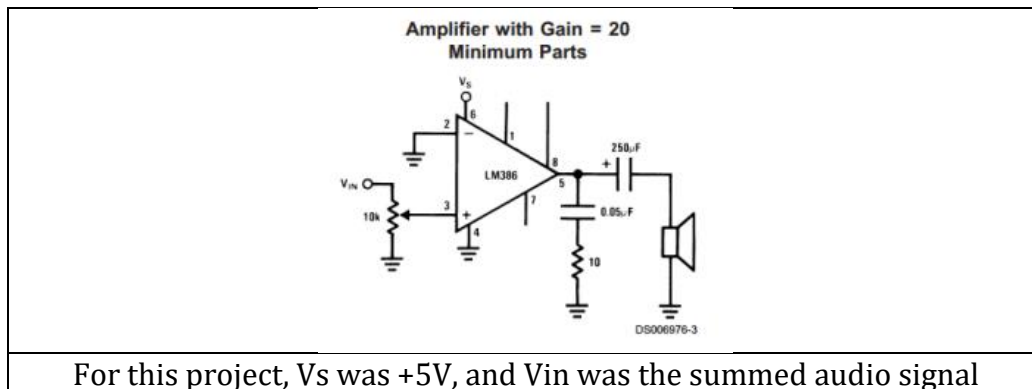 Amplifier with Gain = 20
Minimum Parts
VS
6
2
−
1
8
250μF
+
LM386
5
VIN
7
0.05μF
10k
3
+
4
10
DS006976-3
For this project, Vs was +5V, and Vin was the summed audio signal